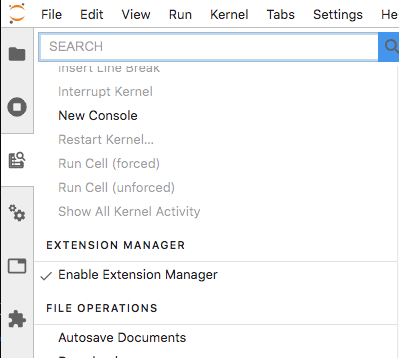 File Edit View Run Kernel Tabs Settings He
SEARCH
Insert Line Break
Interrupt Kernel
New Console
Restart Kernel...
Run Cell (forced)
Run Cell (unforced)
Show All Kernel Activity
EXTENSION MANAGER
Enable Extension Manager
FILE OPERATIONS
Autosave Documents